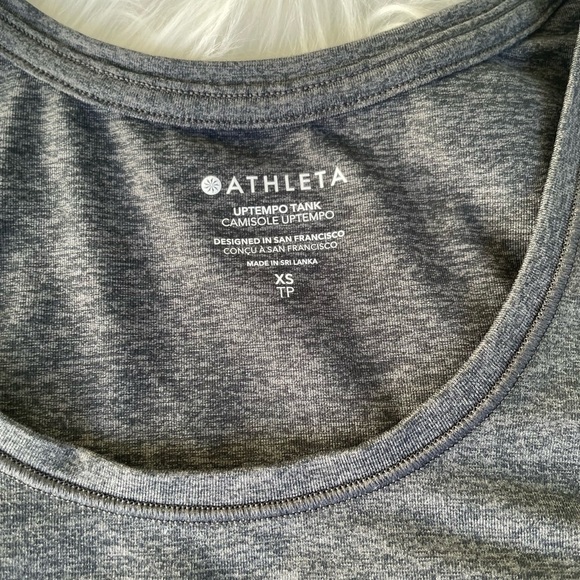 ATHLETA
UPTEMPO TANK
CAMISOLE UPTEMPO
DESIGNED IN SAN FRANCISCO
CONÇU À SAN FRANCISCO
MADE IN SRI LANKA
XS
TP